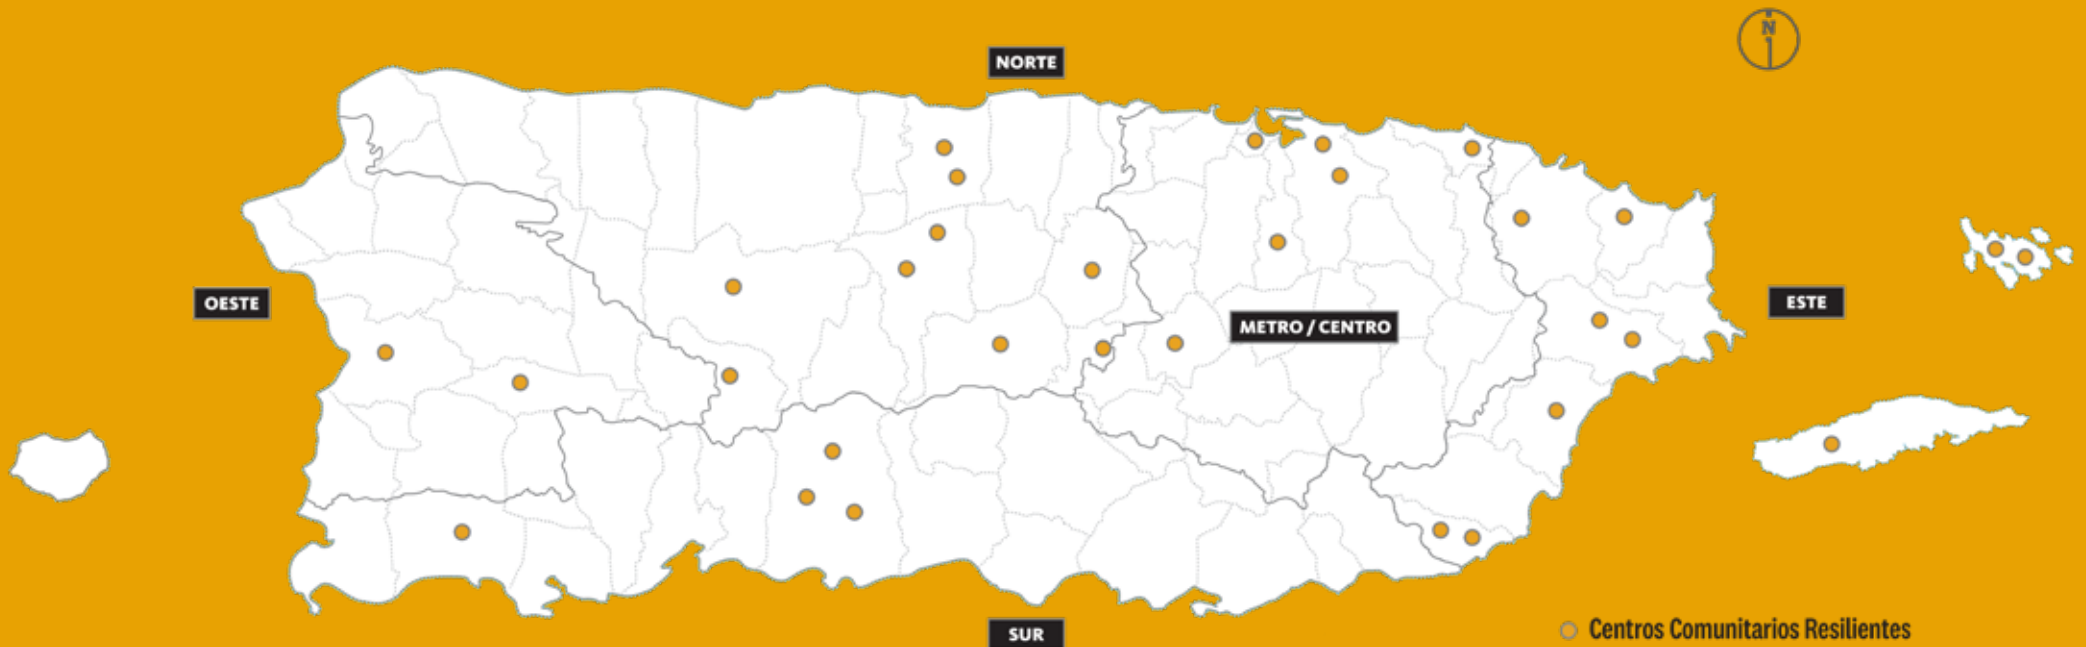 N
NORTE
OESTE
ESTE
METRO / CENTRO
SUR
Centros Comunitarios Resilientes